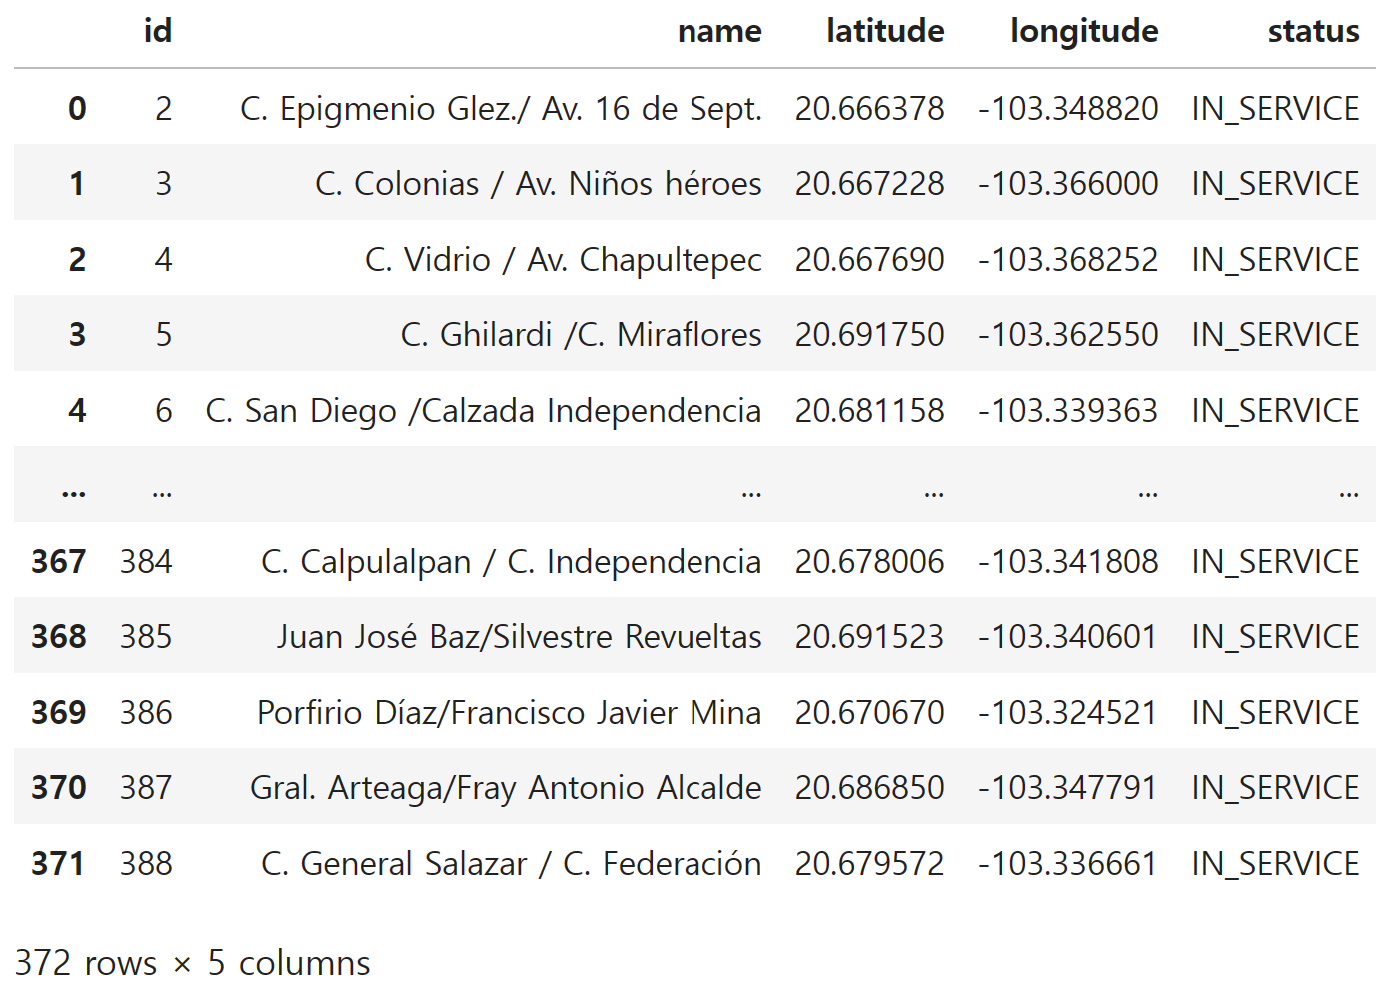 id name latitude longitude status
0 2 C. Epigmenio Glez./ Av. 16 de Sept. 20.666378 -103.348820 IN_SERVICE
1 3 C. Colonias / Av. Niños héroes 20.667228 -103.366000 IN_SERVICE
2 4 C. Vidrio / Av. Chapultepec 20.667690 -103.368252 IN_SERVICE
3 5 C. Ghilardi /C. Miraflores 20.691750 -103.362550 IN_SERVICE
4 6 C. San Diego /Calzada Independencia 20.681158 -103.339363 IN_SERVICE
... ... ... ... ... ...
367 384 C. Calpulalpan / C. Independencia 20.678006 -103.341808 IN_SERVICE
368 385 Juan José Baz/Silvestre Revueltas 20.691523 -103.340601 IN_SERVICE
369 386 Porfirio Díaz/Francisco Javier Mina 20.670670 -103.324521 IN_SERVICE
370 387 Gral. Arteaga/Fray Antonio Alcalde 20.686850 -103.347791 IN_SERVICE
371 388 C. General Salazar / C. Federación 20.679572 -103.336661 IN_SERVICE
372 rows × 5 columns